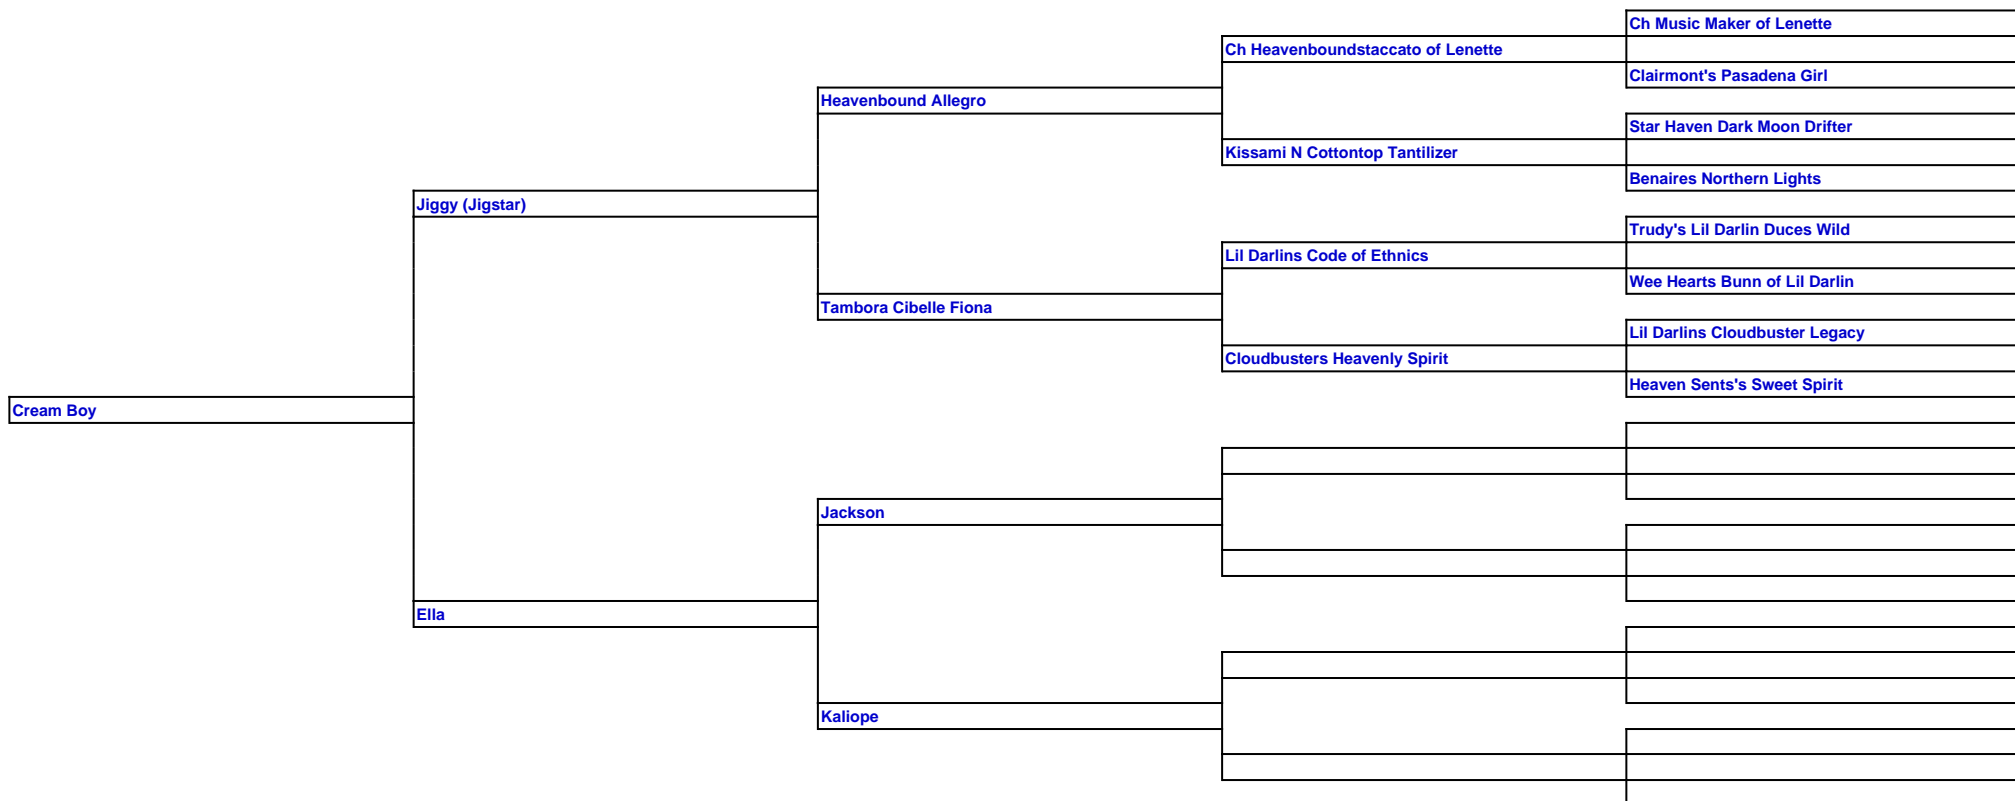 Ch Music Maker of Lenette
Ch Heavenboundstaccato of Lenette
Clairmont's Pasadena Girl
Heavenbound Allegro
Star Haven Dark Moon Drifter
Kissami N Cottontop Tantilizer
Benaires Northern Lights
Jiggy (Jigstar)
Trudy's Lil Darlin Duces Wild
Lil Darlins Code of Ethnics
Wee Hearts Bunn of Lil Darlin
Tambora Cibelle Fiona
Lil Darlins Cloudbuster Legacy
Cloudbusters Heavenly Spirit
Heaven Sents's Sweet Spirit
Cream Boy
Jackson
Ella
Kaliope